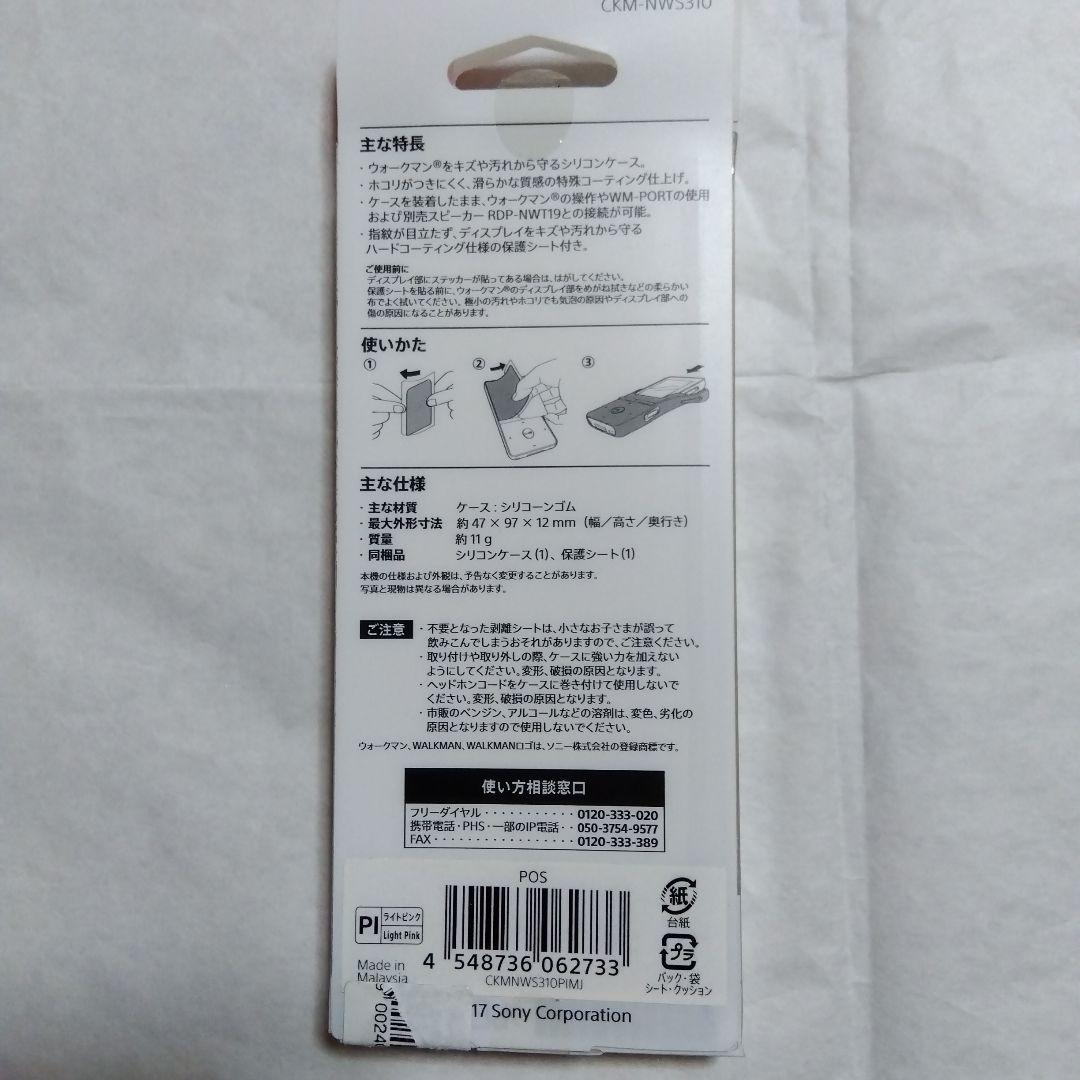 CKM-NWS310
主な特長
・ウォークマン®をキズや汚れから守るシリコンケース。
・ホコリがつきにくく、滑らかな質感の特殊コーティング仕上げ。
・ケースを装着したまま、ウォークマン®の操作やWM-PORTの使用
および別売スピーカー RDP-NWT19との接続が可能。
・指紋が目立たず、ディスプレイをキズや汚れから守る
ハードコーティング仕様の保護シート付き。
ご使用前に
ディスプレイ部にステッカーが貼ってある場合は、はがしてください。
保護シートを貼る前に、ウォークマン®のディスプレイ部をめがね拭きなどの柔らかい
布でよく拭いてください。極小の汚れやホコリでも気泡の原因やディスプレイ部への
傷の原因になることがあります。
使いかた
① ② ③
主な仕様
・主な材質 ケース：シリコーンゴム
・最大外形寸法 約 47 × 97 × 12 mm（幅／高さ／奥行き）
・質量 約 11 g
・同梱品 シリコンケース（1）、保護シート（1）
本機の仕様および外観は、予告なく変更することがあります。
写真と現物は異なる場合があります。
ご注意
・不要となった剥離シートは、小さなお子さまが誤って
飲みこんでしまうおそれがありますので、ご注意ください。
・取り付けや取り外しの際、ケースに強い力を加えない
ようにしてください。変形、破損の原因となります。
・ヘッドホンコードをケースに巻き付けて使用しないで
ください。変形、破損の原因となります。
・市販のベンジン、アルコールなどの溶剤は、変色、劣化の
原因となりますので使用しないでください。
ウォークマン、WALKMAN、WALKMANロゴは、ソニー株式会社の登録商標です。
使い方相談窓口
フリーダイヤル・・・・・・・・・・・0120-333-020
携帯電話・PHS・一部のIP電話・・050-3754-9577
FAX・・・・・・・・・・・・・・・・・0120-333-389
POS
PI ライトピンク
Light Pink
4 548736 062733
CKMNWS310PIMJ
Made in
Malaysia
紙
台紙
プラ
パック・袋
シート・クッション
17 Sony Corporation